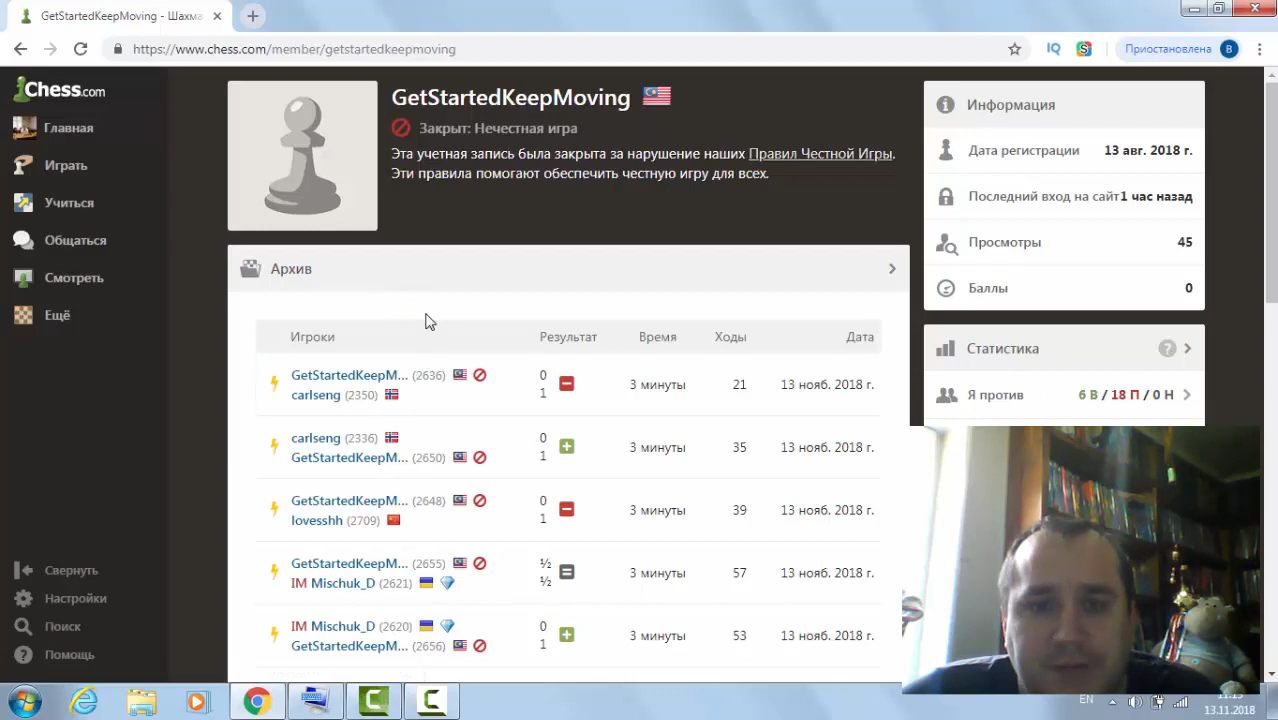 GetStartedKeepMoving - Шахма
https://www.chess.com/member/getstartedkeepmoving
IQ
S
Приостановлена
B
Chess.com
Главная
Играть
Учиться
Общаться
Смотреть
Ещё
Свернуть
Настройки
Поиск
Помощь
GetStartedKeepMoving
Закрыт: Нечестная игра
Эта учетная запись была закрыта за нарушение наших Правил Честной Игры.
Эти правила помогают обеспечить честную игру для всех.
Архив
Игроки Результат Время Ходы Дата
GetStartedKeepM... (2636) 0
carlseng (2350) 1
3 минуты 21 13 нояб. 2018 г.
carlseng (2336) 0
GetStartedKeepM... (2650) 1
3 минуты 35 13 нояб. 2018 г.
GetStartedKeepM... (2648) 0
lovesshh (2709) 1
3 минуты 39 13 нояб. 2018 г.
GetStartedKeepM... (2655) ½
IM Mischuk_D (2621) ½
3 минуты 57 13 нояб. 2018 г.
IM Mischuk_D (2620) 0
GetStartedKeepM... (2656) 1
3 минуты 53 13 нояб. 2018 г.
Информация
Дата регистрации 13 авг. 2018 г.
Последний вход на сайт 1 час назад
Просмотры 45
Баллы 0
Статистика ?
Я против 6 В / 18 П / 0 Н
EN
13.11.2018